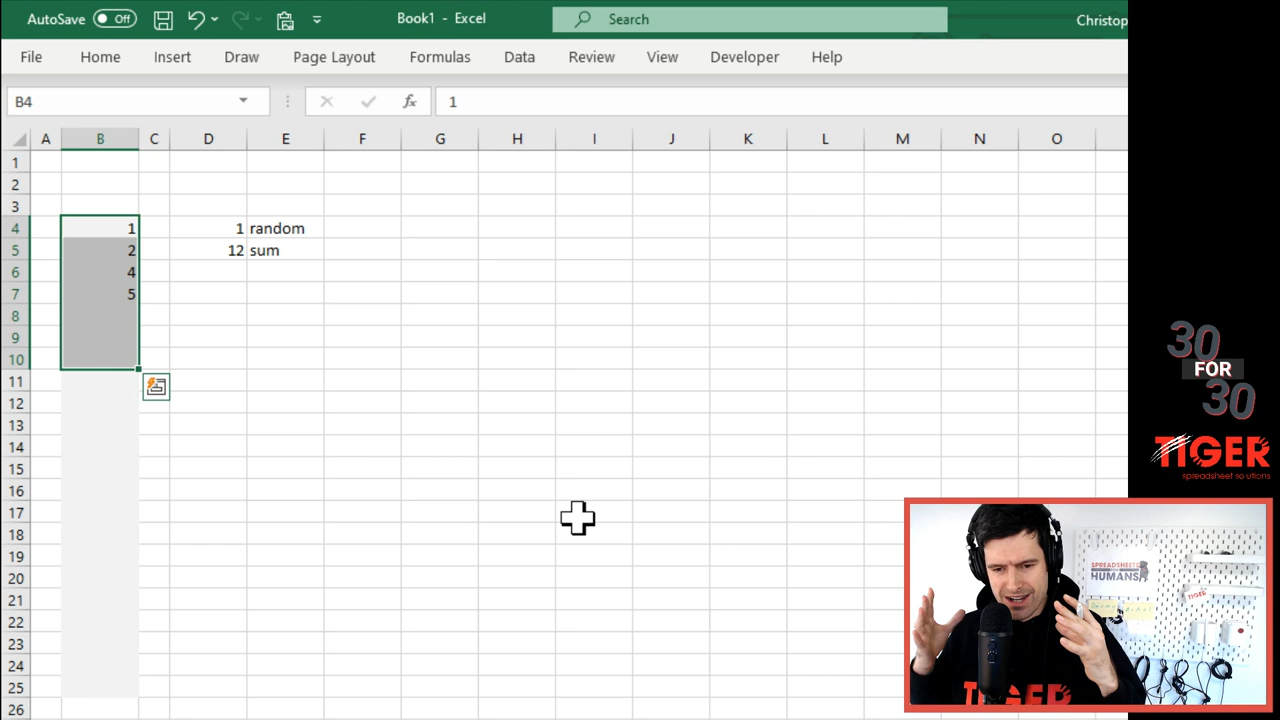 AutoSave Off Book1 - Excel Search Christop
File Home Insert Draw Page Layout Formulas Data Review View Developer Help
B4 fx 1
A B C D E F G H I J K L M N O
1
2
3
4 1 1 random
5 2 12 sum
6 4
7 5
8
9
10
11
12
13
14
15
16
17
18
19
20
21
22
23
24
25
26
30
FOR
30
TIGER
spreadsheet solutions
SPREADSHEETS
HUMANS
TIGER
TIGER